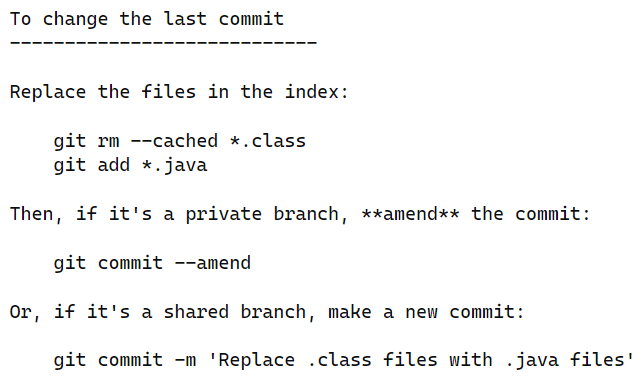 To change the last commit
----------------------------
Replace the files in the index:
    git rm --cached *.class
    git add *.java
Then, if it's a private branch, **amend** the commit:
    git commit --amend
Or, if it's a shared branch, make a new commit:
    git commit -m 'Replace .class files with .java files'